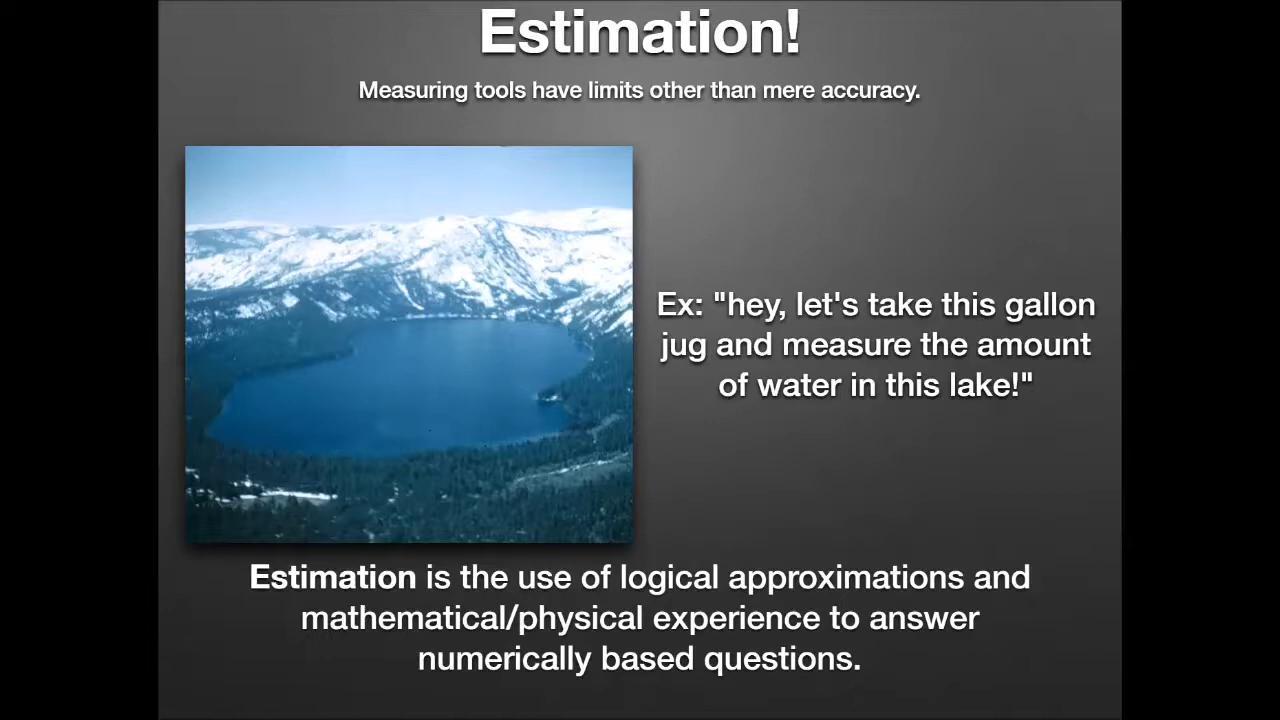 Estimation!
Measuring tools have limits other than mere accuracy.
Ex: "hey, let's take this gallon
jug and measure the amount
of water in this lake!"
Estimation is the use of logical approximations and
mathematical/physical experience to answer
numerically based questions.